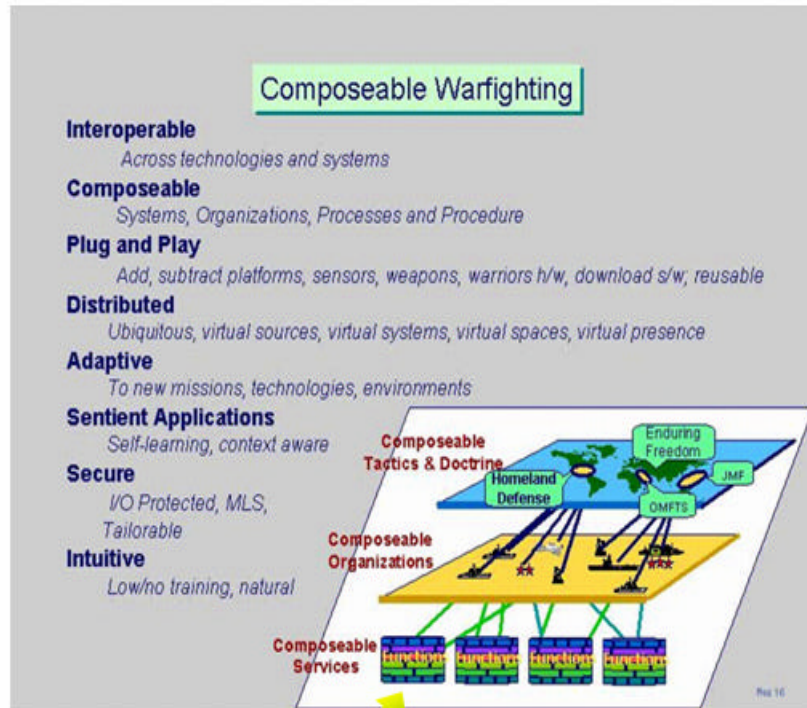 Composeable Warfighting
Interoperable
Across technologies and systems
Composeable
Systems, Organizations, Processes and Procedure
Plug and Play
Add, subtract platforms, sensors, weapons, warriors h/w, download s/w; reusable
Distributed
Ubiquitous, virtual sources, virtual systems, virtual spaces, virtual presence
Adaptive
To new missions, technologies, environments
Sentient Applications
Self-learning, context aware
Secure
I/O Protected, MLS,
Tailorable
Intuitive
Low/no training, natural
Composeable
Tactics & Doctrine
Enduring
Freedom
JMF
Homeland
Defense
OMFTS
Composeable
Organizations
Composeable
Services
Functions
Functions
Functions
Functions